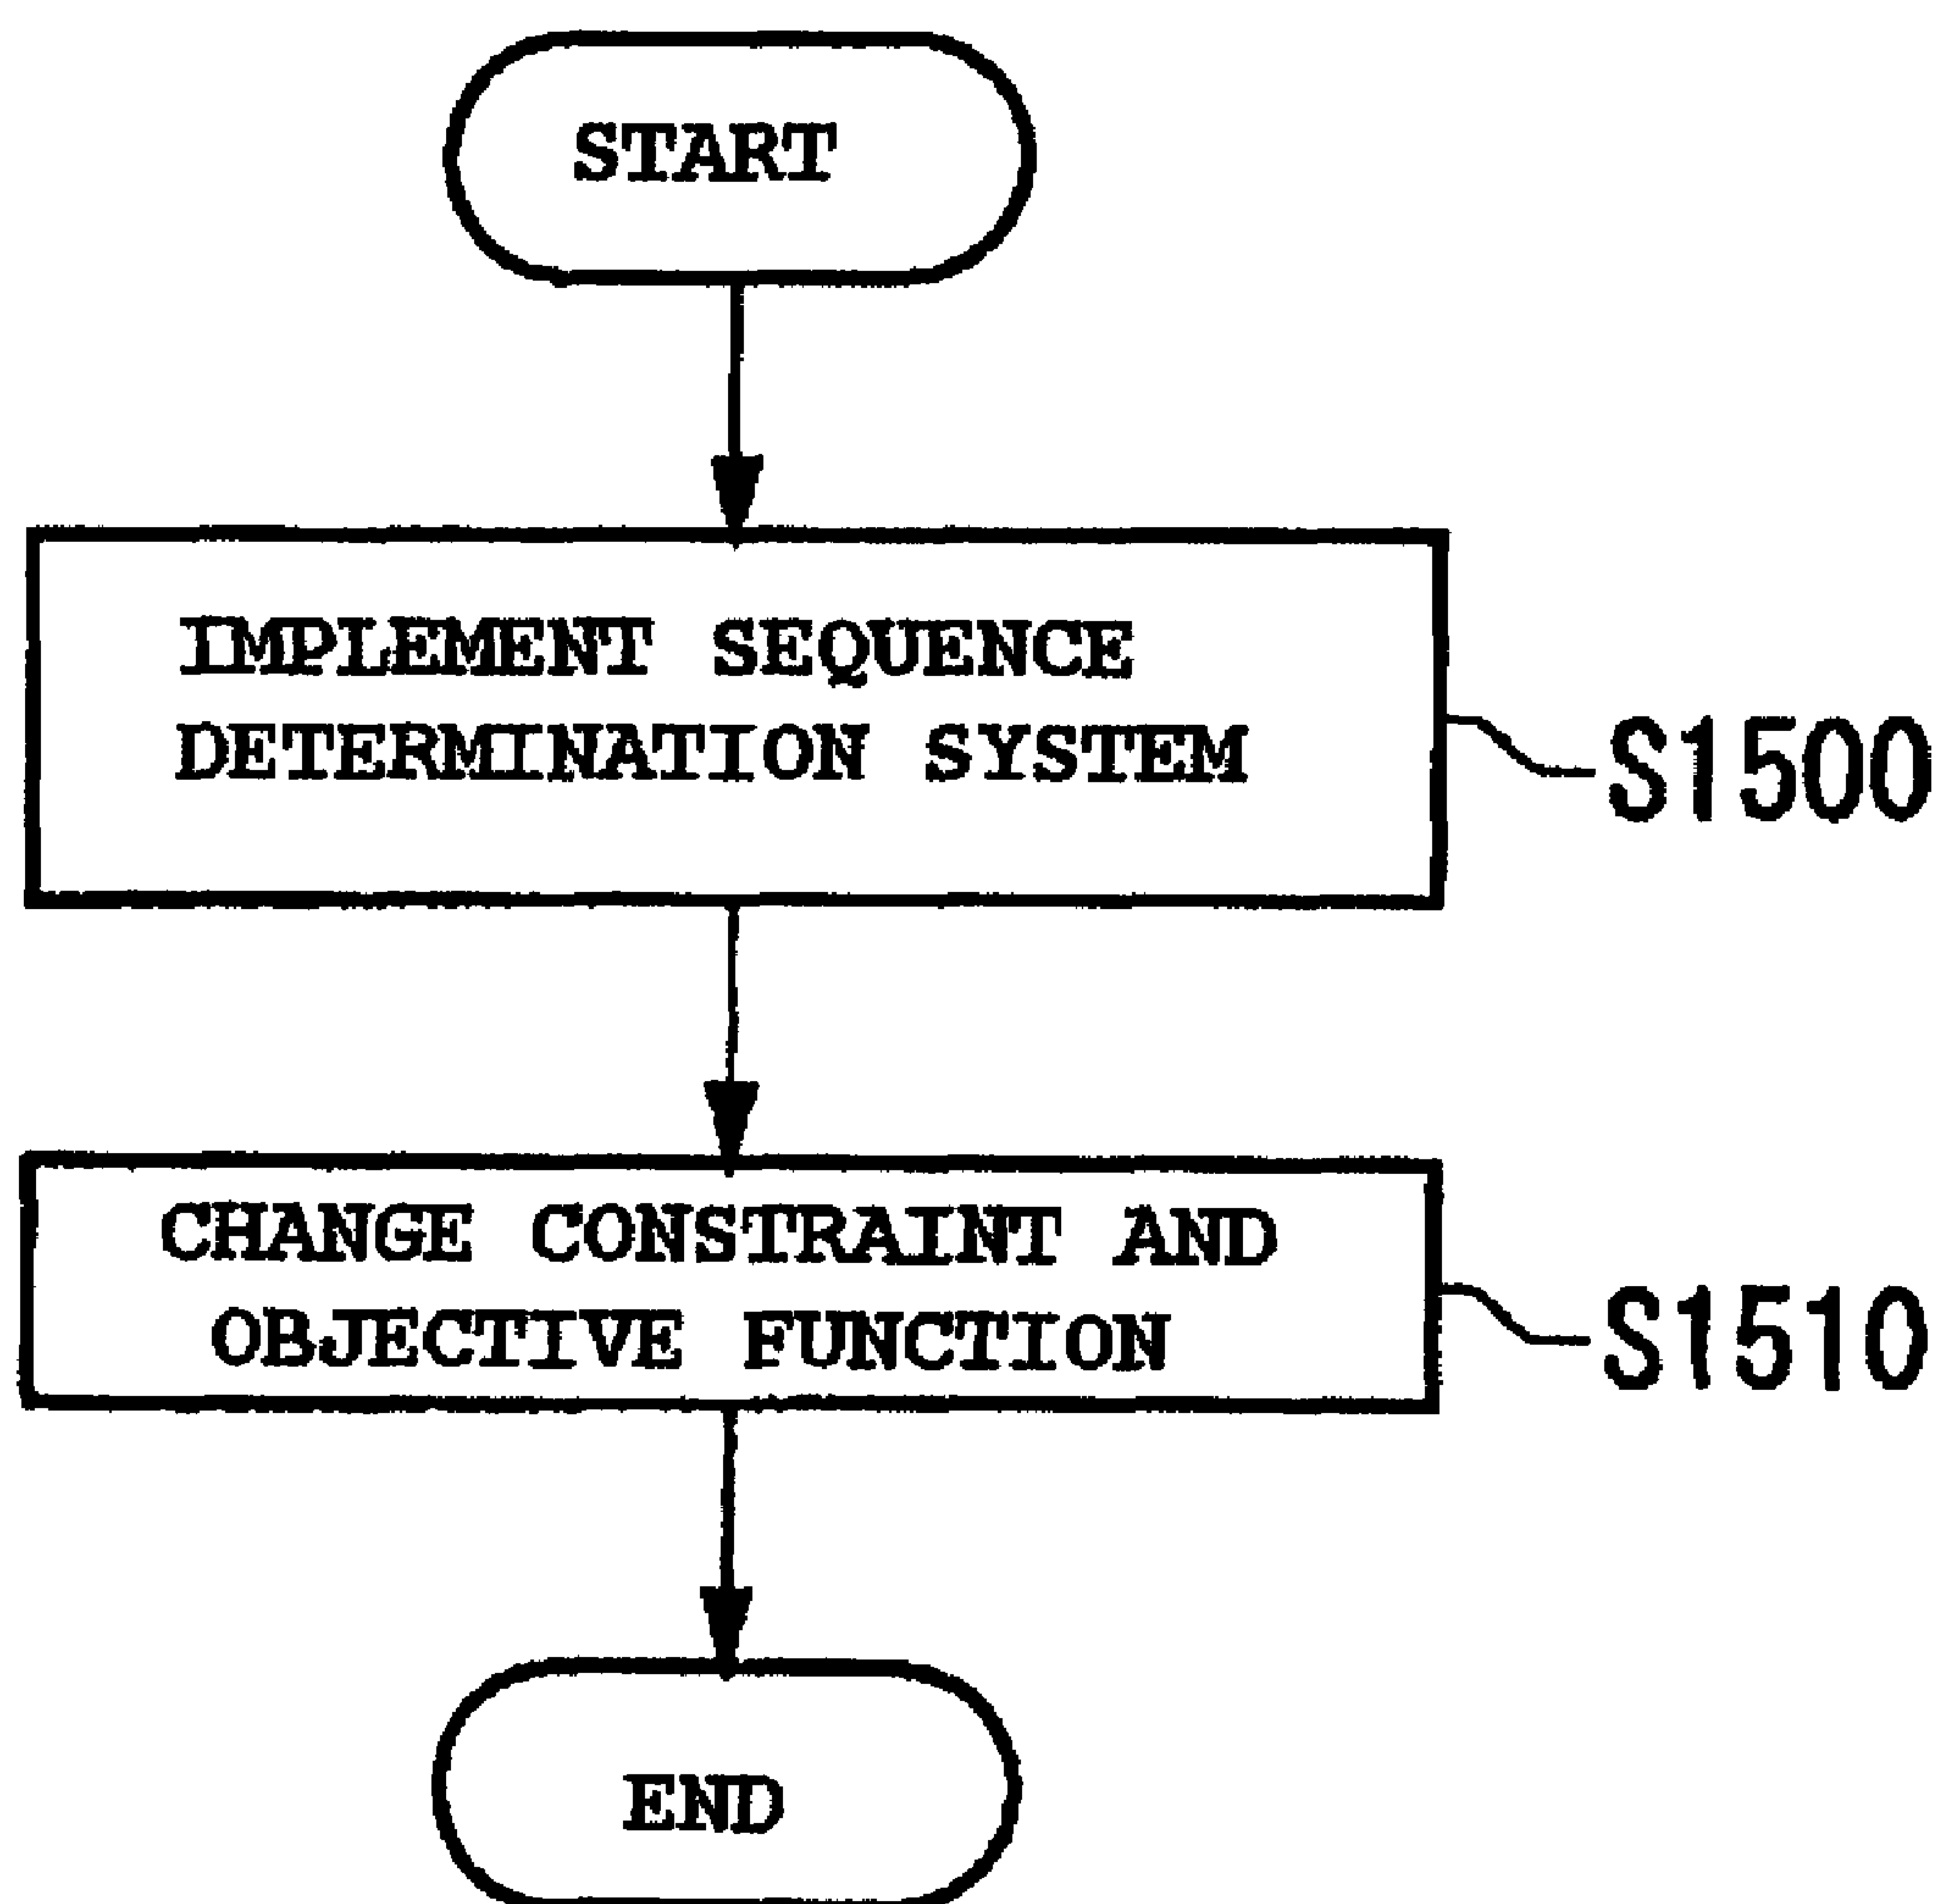 START
IMPLEMENT SEQUENCE
DETERMINATION SYSTEM
S1500
CHANGE CONSTRAINT AND
OBJECTIVE FUNCTION
S1510
END